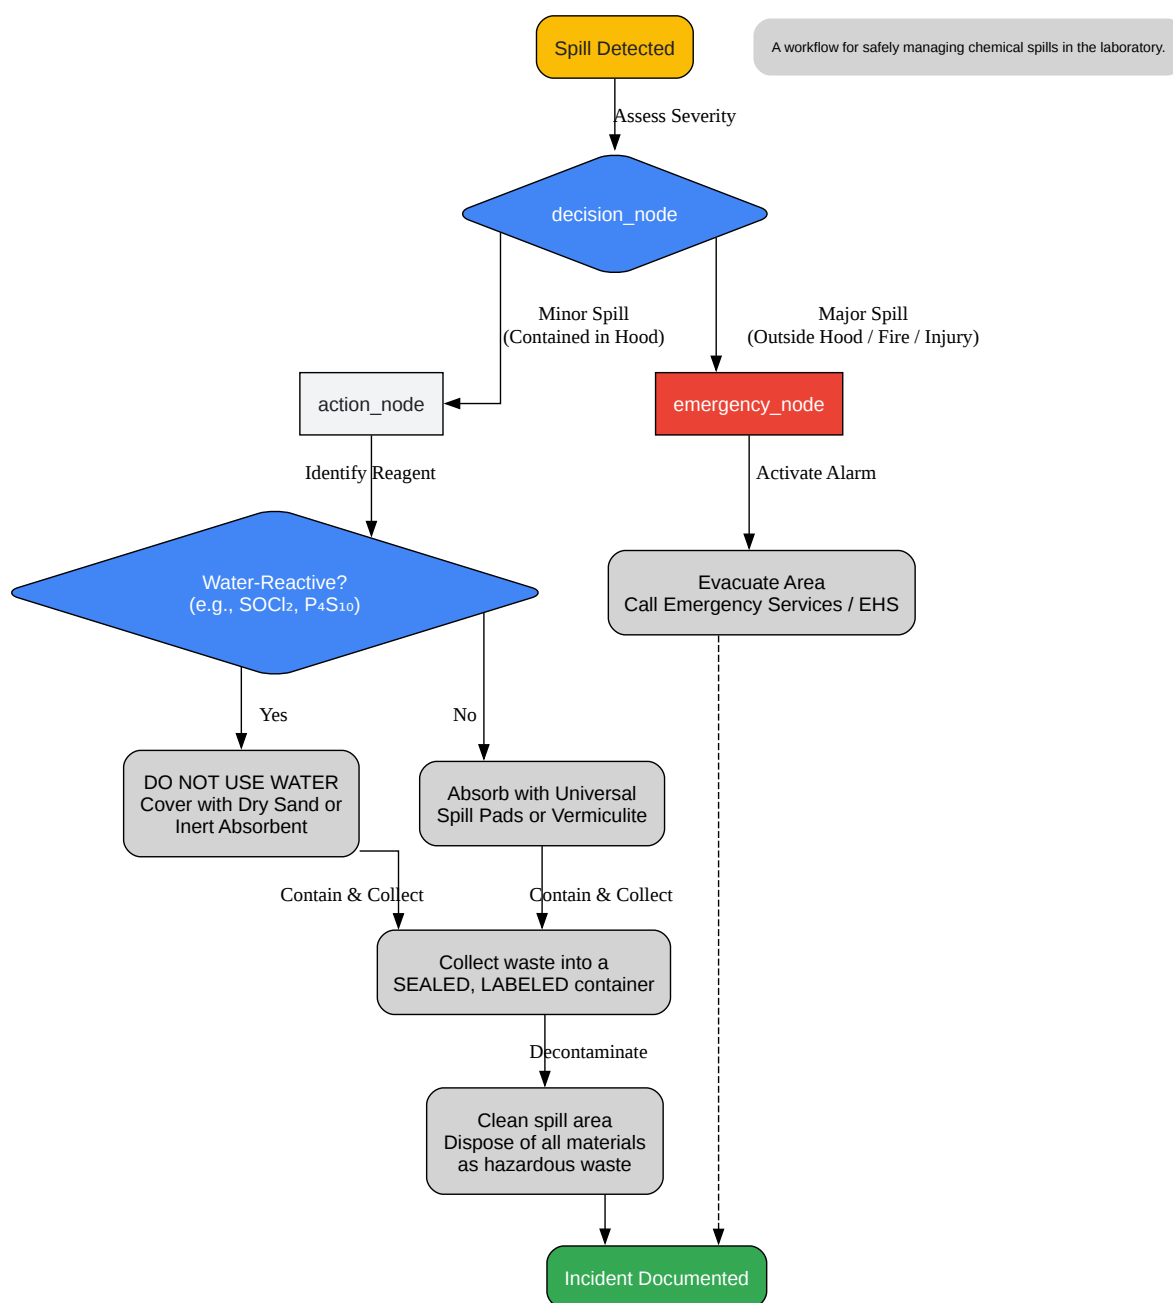 Spill Detected
A workflow for safely managing chemical spills in the laboratory.
Assess Severity
decision_node
Minor Spill
(Contained in Hood)
Major Spill
(Outside Hood / Fire / Injury)
action_node
emergency_node
Identify Reagent
Activate Alarm
Water-Reactive?
(e.g., SOCl₂, P₄S₁₀)
Evacuate Area
Call Emergency Services / EHS
Yes
No
DO NOT USE WATER
Cover with Dry Sand or
Inert Absorbent
Absorb with Universal
Spill Pads or Vermiculite
Contain & Collect
Contain & Collect
Collect waste into a
SEALED, LABELED container
Decontaminate
Clean spill area
Dispose of all materials
as hazardous waste
Incident Documented